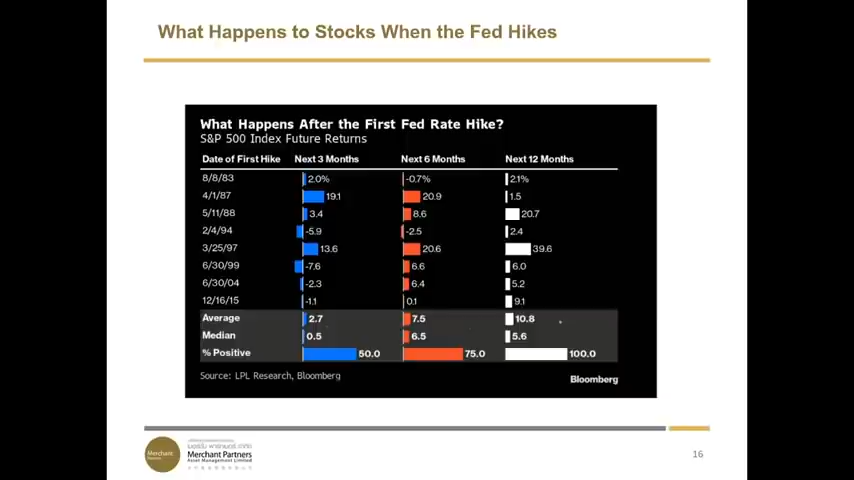 What Happens to Stocks When the Fed Hikes
What Happens After the First Fed Rate Hike?
S&P 500 Index Future Returns
Date of First Hike Next 3 Months Next 6 Months Next 12 Months
8/8/83 2.0% -0.7% 2.1%
4/1/87 19.1 20.9 1.5
5/11/88 3.4 8.6 20.7
2/4/94 -5.9 -2.5 2.4
3/25/97 13.6 20.6 39.6
6/30/99 -7.6 6.6 6.0
6/30/04 -2.3 6.4 5.2
12/16/15 -1.1 0.1 9.1
Average 2.7 7.5 10.8
Median 0.5 6.5 5.6
% Positive 50.0 75.0 100.0
Source: LPL Research, Bloomberg
Bloomberg
Merchant
Merchant Partners
Asset Management Limited
16